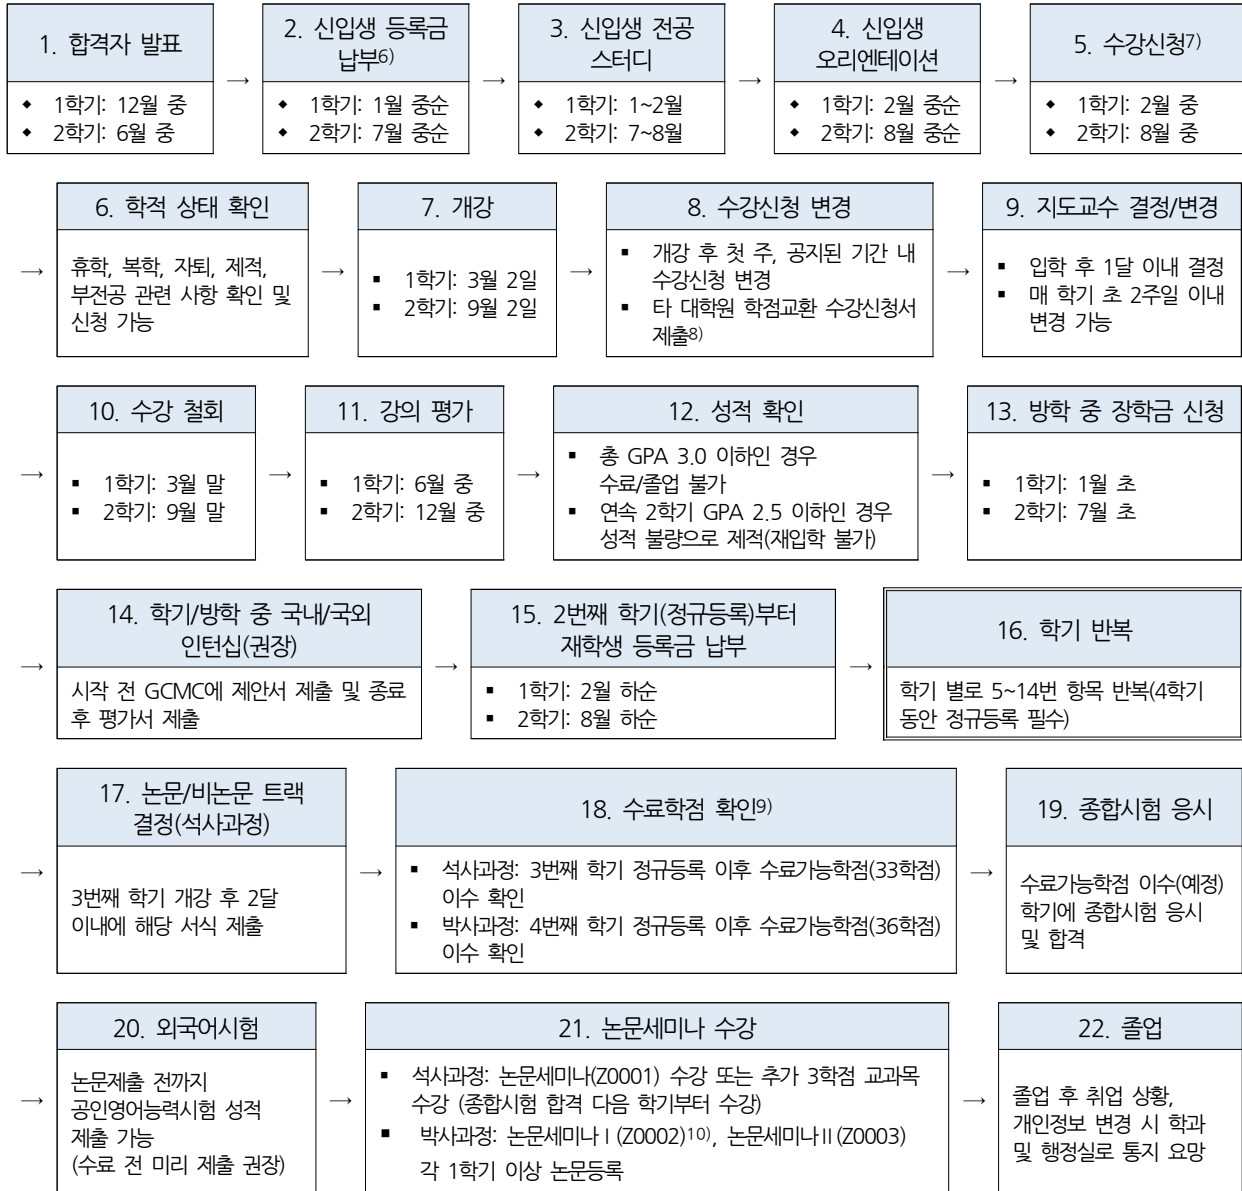 1. 합격자 발표
◆ 1학기: 12월 중
◆ 2학기: 6월 중
→
2. 신입생 등록금
납부6)
◆ 1학기: 1월 중순
◆ 2학기: 7월 중순
→
3. 신입생 전공
스터디
◆ 1학기: 1~2월
◆ 2학기: 7~8월
→
4. 신입생
오리엔테이션
◆ 1학기: 2월 중순
◆ 2학기: 8월 중순
→
5. 수강신청7)
◆ 1학기: 2월 중
◆ 2학기: 8월 중
→
6. 학적 상태 확인
휴학, 복학, 자퇴, 제적,
부전공 관련 사항 확인 및
신청 가능
→
7. 개강
▪ 1학기: 3월 2일
▪ 2학기: 9월 2일
→
8. 수강신청 변경
▪ 개강 후 첫 주, 공지된 기간 내
수강신청 변경
▪ 타 대학원 학점교환 수강신청서
제출8)
→
9. 지도교수 결정/변경
▪ 입학 후 1달 이내 결정
▪ 매 학기 초 2주일 이내
변경 가능
→
10. 수강 철회
▪ 1학기: 3월 말
▪ 2학기: 9월 말
→
11. 강의 평가
▪ 1학기: 6월 중
▪ 2학기: 12월 중
→
12. 성적 확인
▪ 총 GPA 3.0 이하인 경우
수료/졸업 불가
▪ 연속 2학기 GPA 2.5 이하인 경우
성적 불량으로 제적(재입학 불가)
→
13. 방학 중 장학금 신청
▪ 1학기: 1월 초
▪ 2학기: 7월 초
→
14. 학기/방학 중 국내/국외
인턴십(권장)
시작 전 GCMC에 제안서 제출 및 종료
후 평가서 제출
→
15. 2번째 학기(정규등록)부터
재학생 등록금 납부
▪ 1학기: 2월 하순
▪ 2학기: 8월 하순
→
16. 학기 반복
학기 별로 5~14번 항목 반복(4학기
동안 정규등록 필수)
→
17. 논문/비논문 트랙
결정(석사과정)
3번째 학기 개강 후 2달
이내에 해당 서식 제출
→
18. 수료학점 확인9)
▪ 석사과정: 3번째 학기 정규등록 이후 수료가능학점(33학점)
이수 확인
▪ 박사과정: 4번째 학기 정규등록 이후 수료가능학점(36학점)
이수 확인
→
19. 종합시험 응시
수료가능학점 이수(예정)
학기에 종합시험 응시
및 합격
→
20. 외국어시험
논문제출 전까지
공인영어능력시험 성적
제출 가능
(수료 전 미리 제출 권장)
→
21. 논문세미나 수강
▪ 석사과정: 논문세미나(Z0001) 수강 또는 추가 3학점 교과목
수강 (종합시험 합격 다음 학기부터 수강)
▪ 박사과정: 논문세미나Ⅰ(Z0002)10), 논문세미나Ⅱ(Z0003)
각 1학기 이상 논문등록
→
22. 졸업
졸업 후 취업 상황,
개인정보 변경 시 학과
및 행정실로 통지 요망